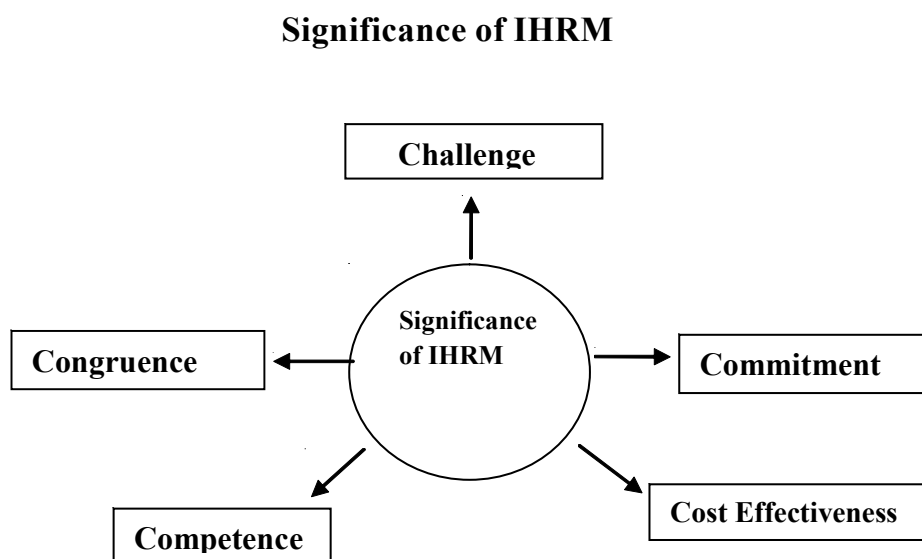 Significance of IHRM
Challenge
Significance
of IHRM
Congruence
Commitment
Competence
Cost Effectiveness